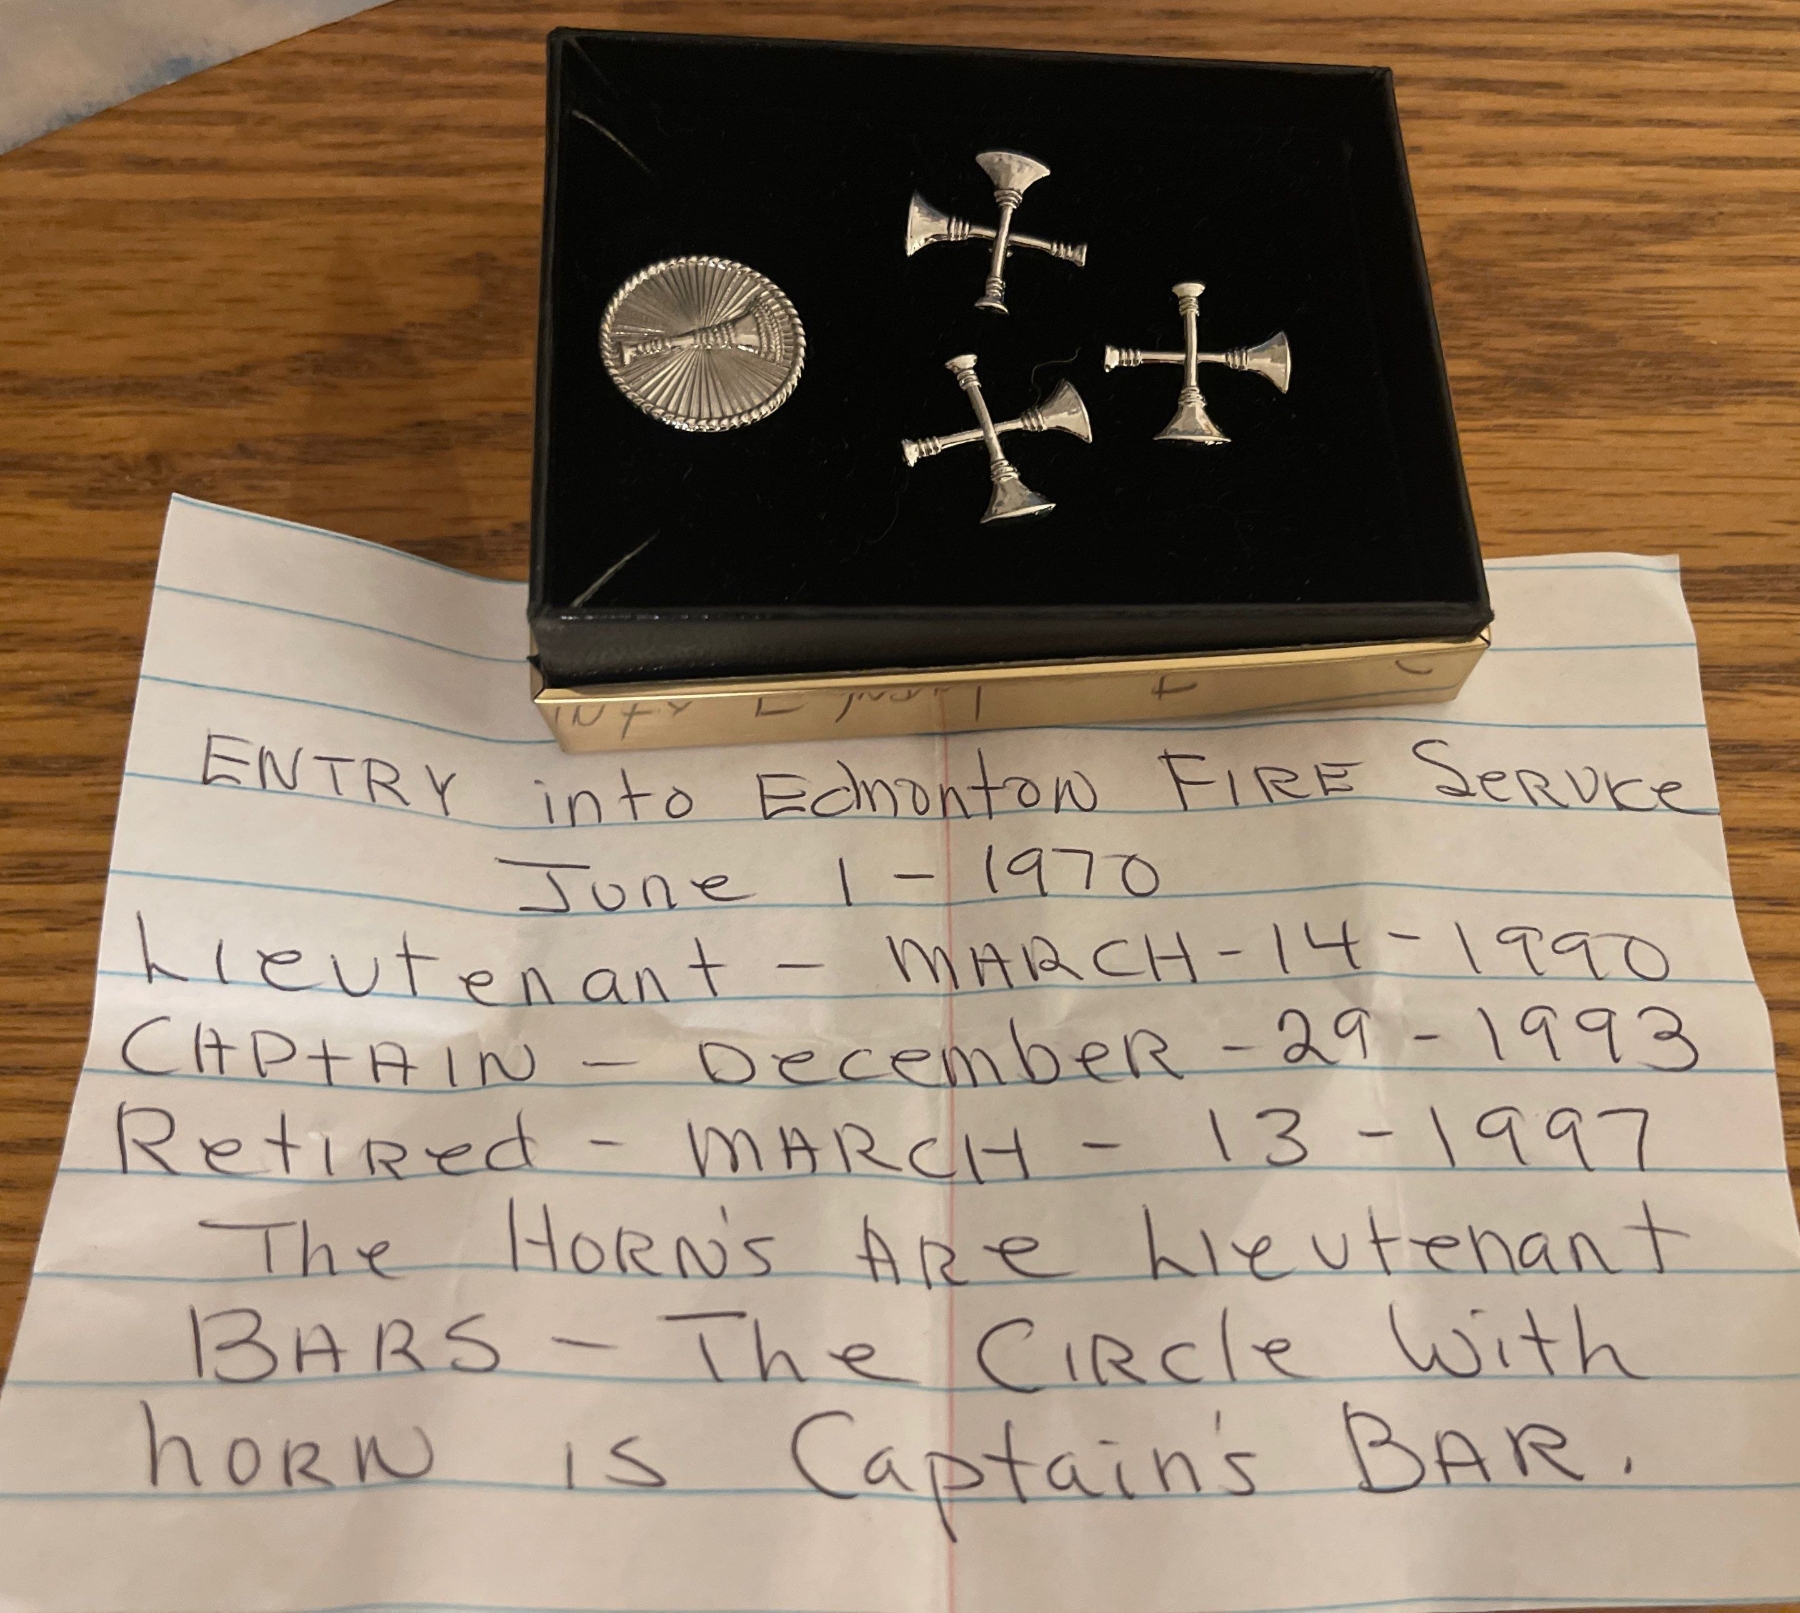 ENTRY into Edmonton FIRE Service
June 1 - 1970
Lieutenant - MARCH - 14 - 1990
CAPtAIN - DecembeR - 29 - 1993
RetiRed - MARCH - 13 - 1997
The HORN's ARe Lieutenant
BARS - The CIRcle With
hORN is Captain's BAR.